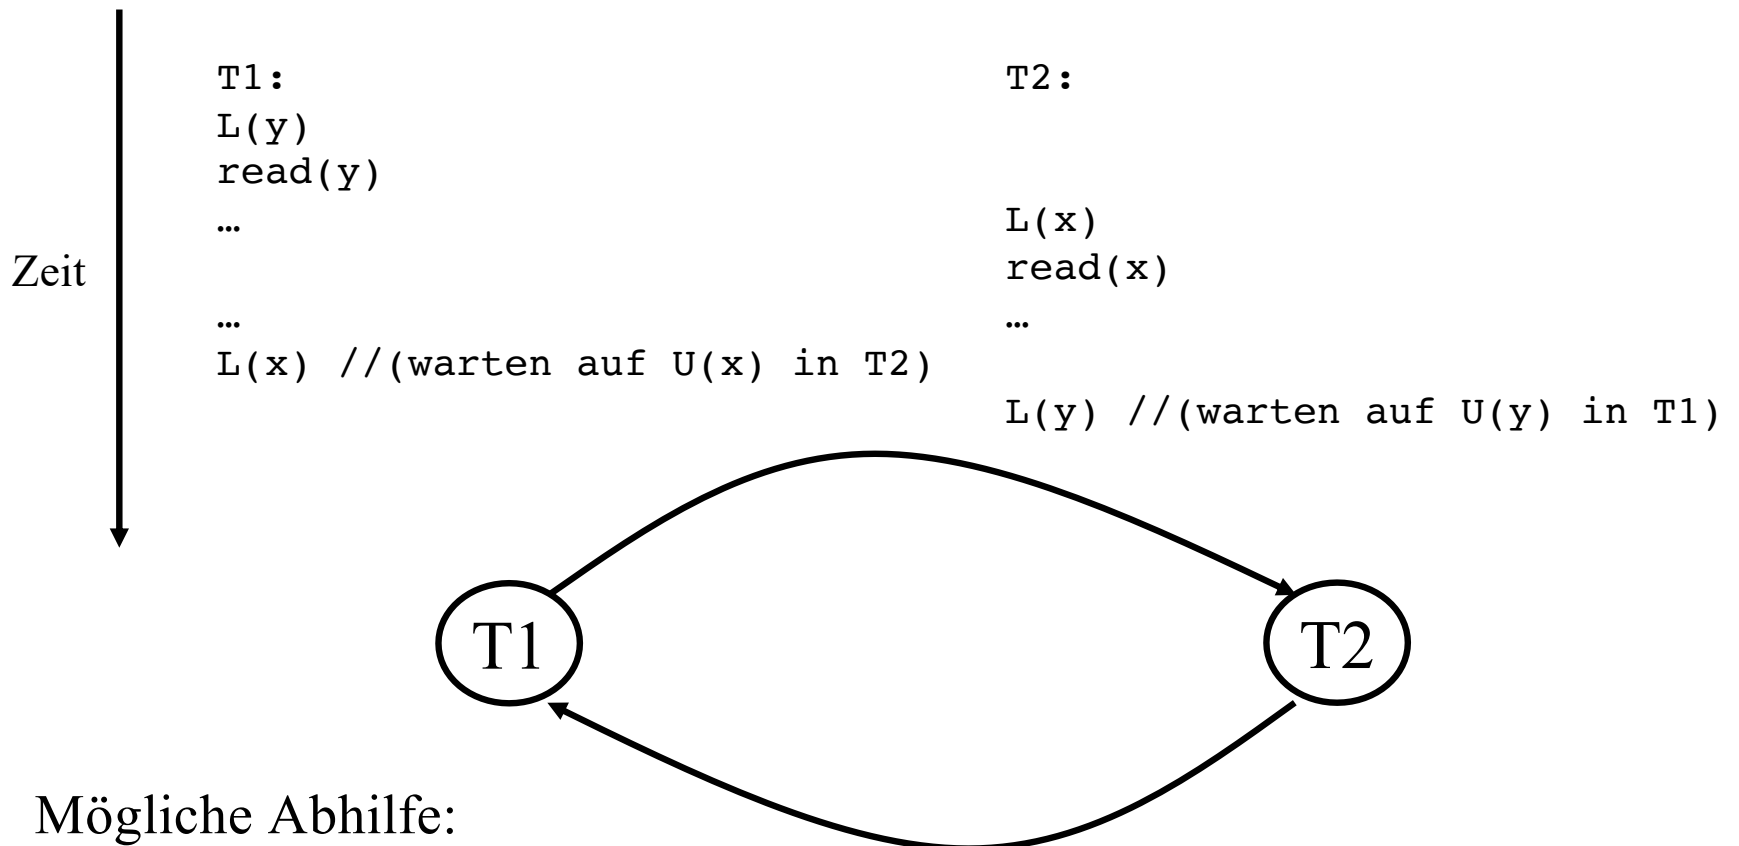 T1:
L(y)
read(y)
…
…
L(x) //(warten auf U(x) in T2)
T2:
L(x)
read(x)
…
L(y) //(warten auf U(y) in T1)
Zeit
T1
T2
Mögliche Abhilfe: